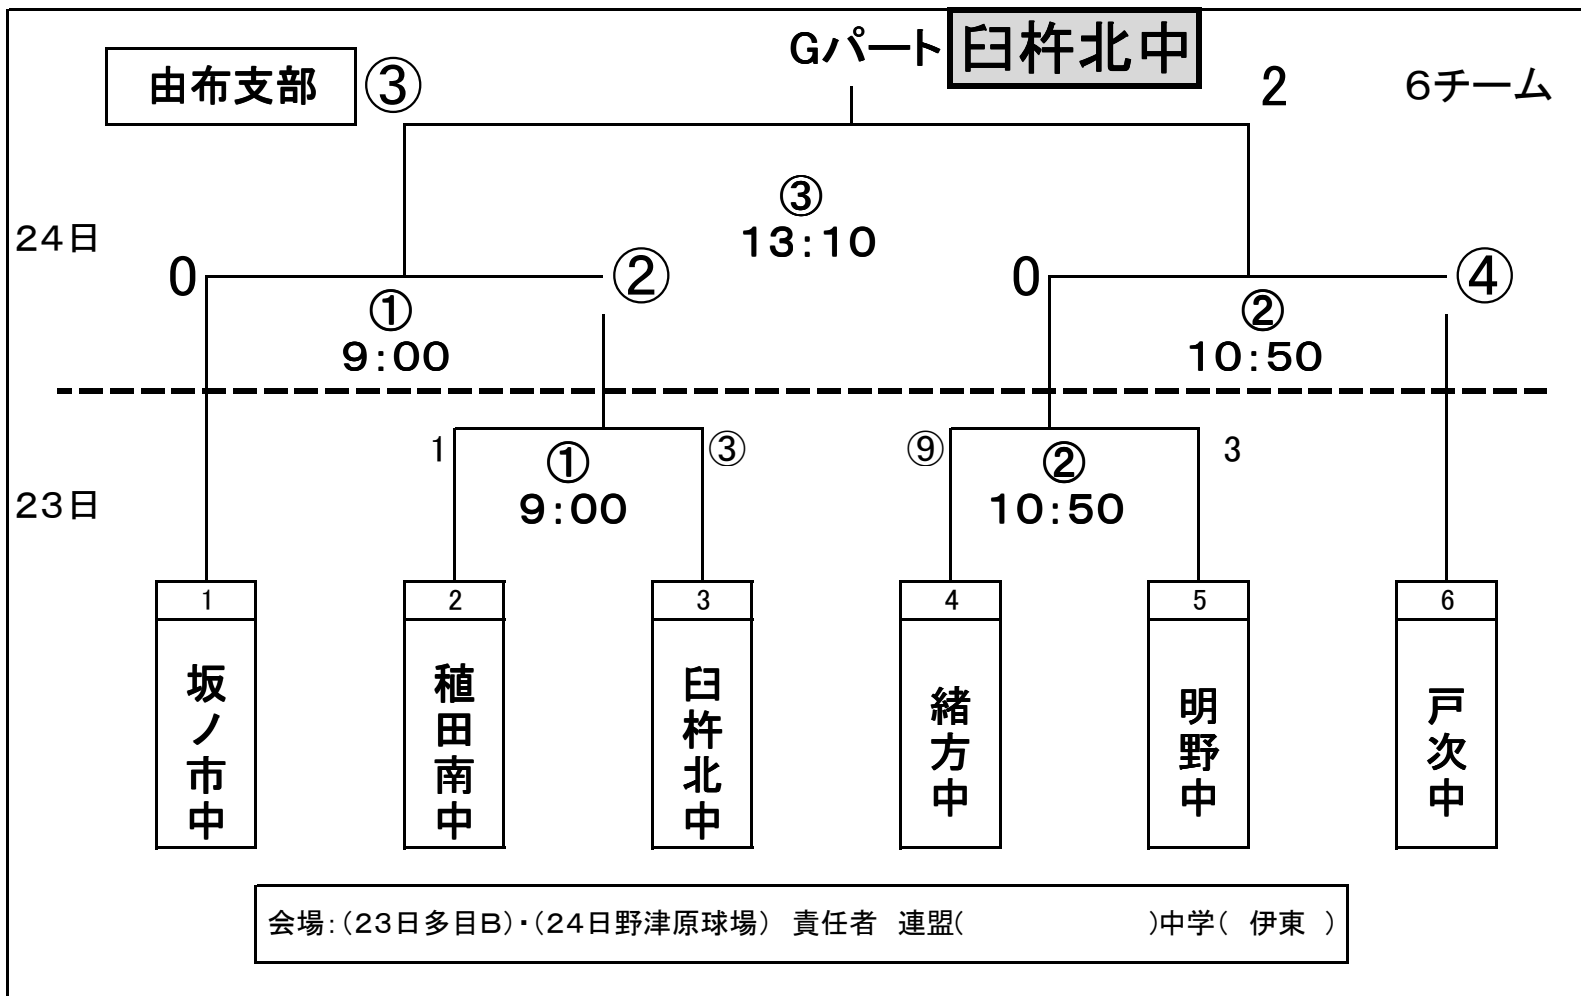 Gパート 臼杵北中
由布支部 ③ 2 6チーム
③
13:10
24日
0 ② 0 ④
① ②
9:00 10:50
1 ③ ⑨ 3
① ②
9:00 10:50
23日
1 2 3 4 5 6
坂ノ市中
稙田南中
臼杵北中
緒方中
明野中
戸次中
会場:(23日多目B)・(24日野津原球場) 責任者 連盟( )中学( 伊東 )